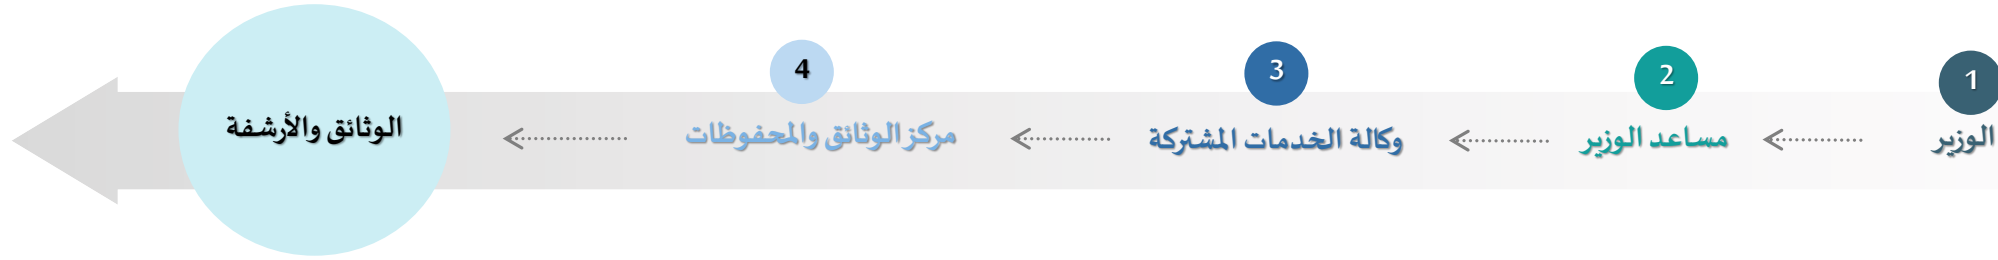 1
الوزير
2
مساعد الوزير
3
وكالة الخدمات المشتركة
4
مركز الوثائق والمحفوظات
الوثائق والأرشفة